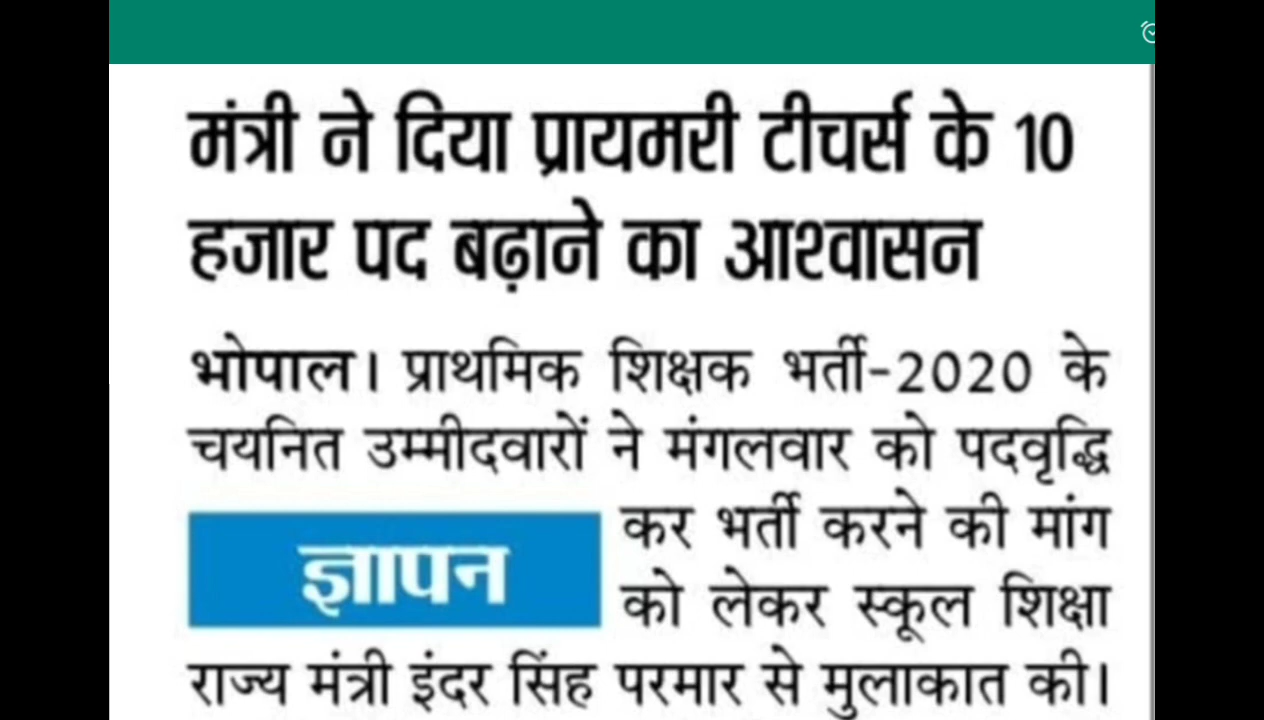 मंत्री ने दिया प्रायमरी टीचर्स के 10
हजार पद बढ़ाने का आश्वासन
भोपाल। प्राथमिक शिक्षक भर्ती-2020 के
चयनित उम्मीदवारों ने मंगलवार को पदवृद्धि
ज्ञापन
कर भर्ती करने की मांग
को लेकर स्कूल शिक्षा
राज्य मंत्री इंदर सिंह परमार से मुलाकात की।